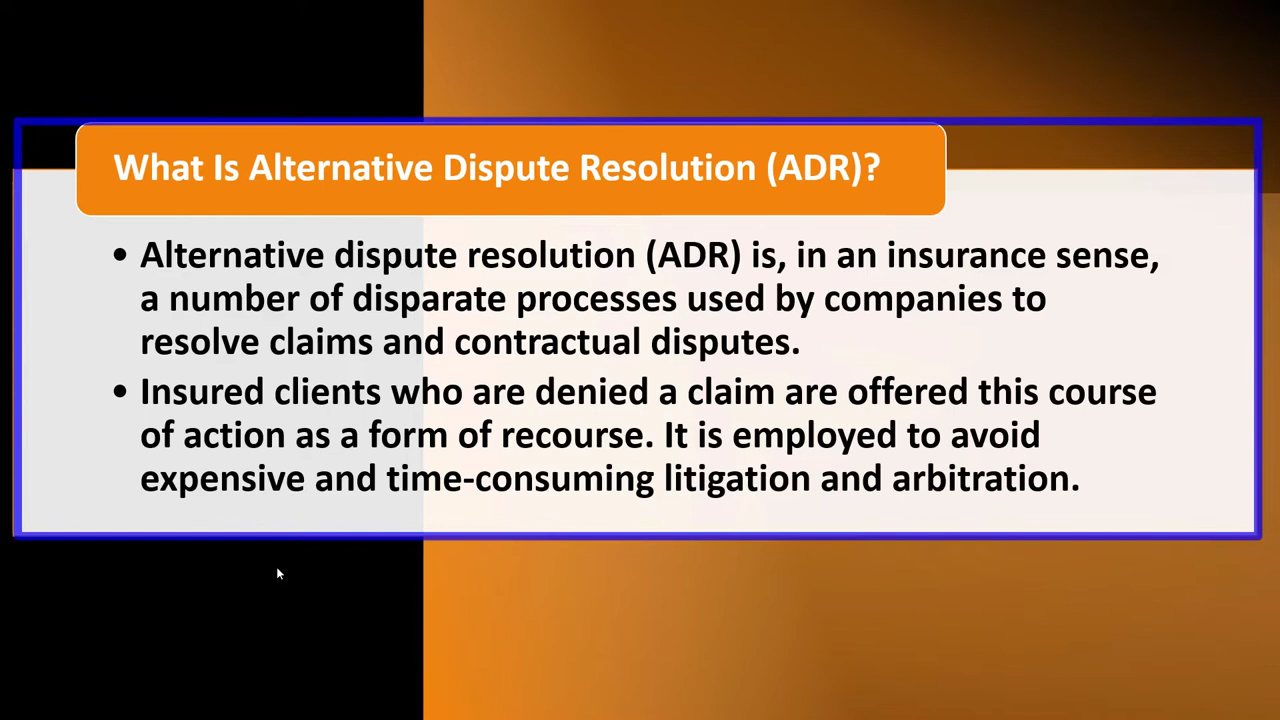 What Is Alternative Dispute Resolution (ADR)?
• Alternative dispute resolution (ADR) is, in an insurance sense,
a number of disparate processes used by companies to
resolve claims and contractual disputes.
• Insured clients who are denied a claim are offered this course
of action as a form of recourse. It is employed to avoid
expensive and time-consuming litigation and arbitration.